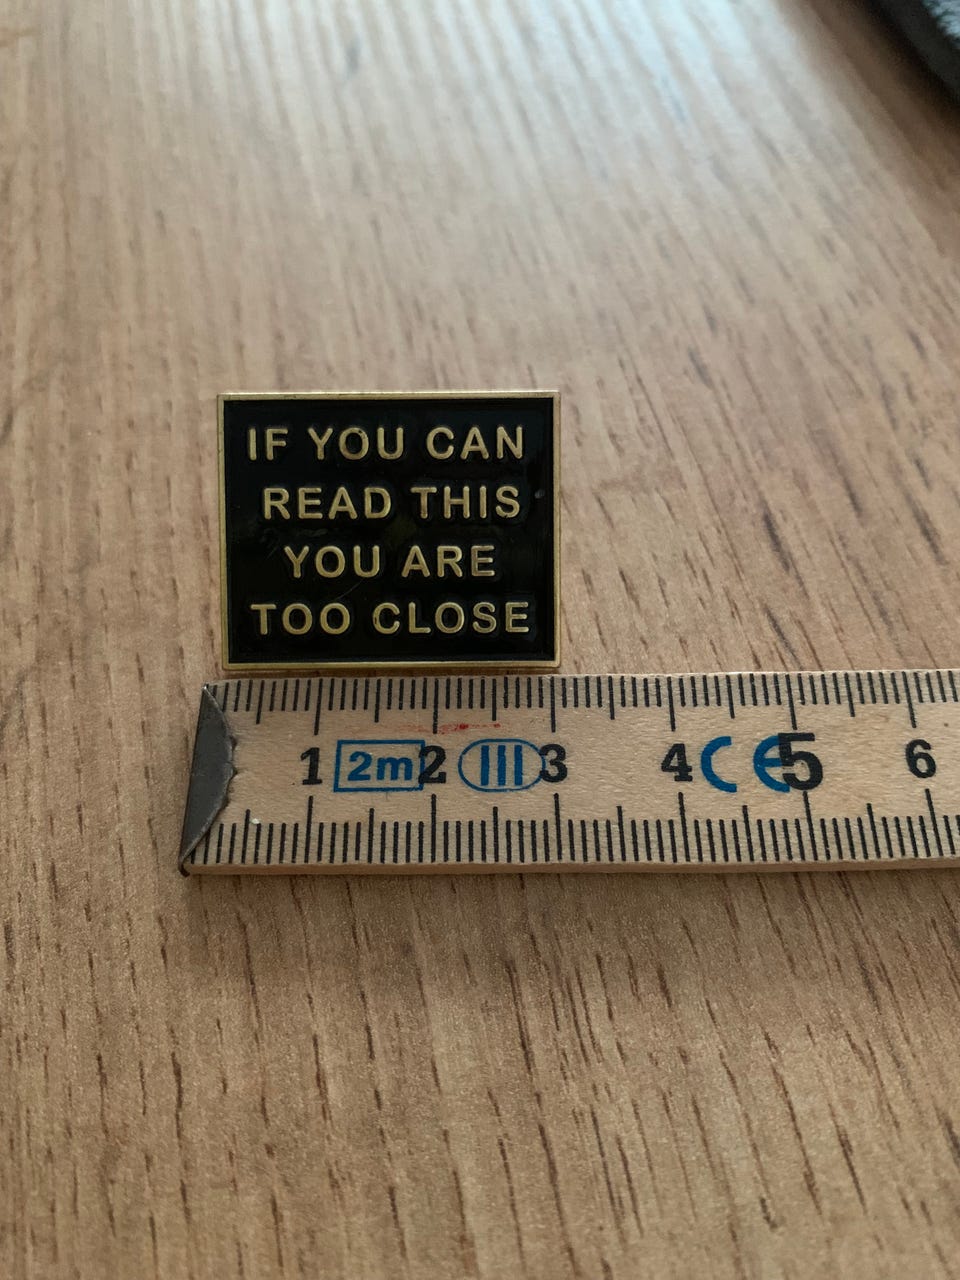 IF YOU CAN
READ THIS
YOU ARE
TOO CLOSE
1 2m 2 III 3 4 CE 5 6